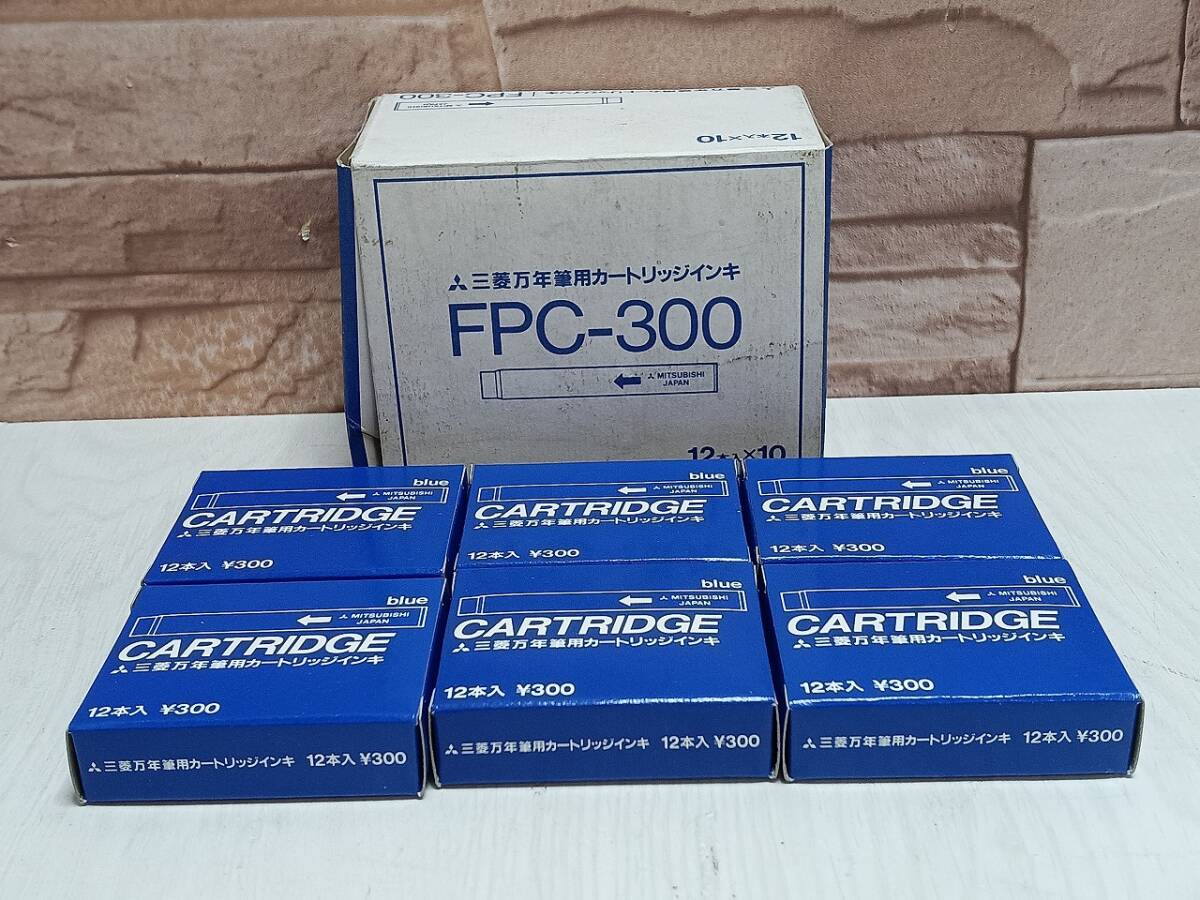 FPC-300
MITSUBISHI
JAPAN
12本入×10
三菱万年筆用カートリッジインキ
FPC-300
MITSUBISHI
JAPAN
12本入×10
blue
MITSUBISHI
JAPAN
CARTRIDGE
三菱万年筆用カートリッジインキ
12本入 ¥300
blue
MITSUBISHI
JAPAN
CARTRIDGE
三菱万年筆用カートリッジインキ
12本入 ¥300
blue
MITSUBISHI
JAPAN
CARTRIDGE
三菱万年筆用カートリッジインキ
12本入 ¥300
blue
MITSUBISHI
JAPAN
CARTRIDGE
三菱万年筆用カートリッジインキ
12本入 ¥300
三菱万年筆用カートリッジインキ 12本入 ¥300
blue
MITSUBISHI
JAPAN
CARTRIDGE
三菱万年筆用カートリッジインキ
12本入 ¥300
三菱万年筆用カートリッジインキ 12本入 ¥300
blue
MITSUBISHI
JAPAN
CARTRIDGE
三菱万年筆用カートリッジインキ
12本入 ¥300
三菱万年筆用カートリッジインキ 12本入 ¥300